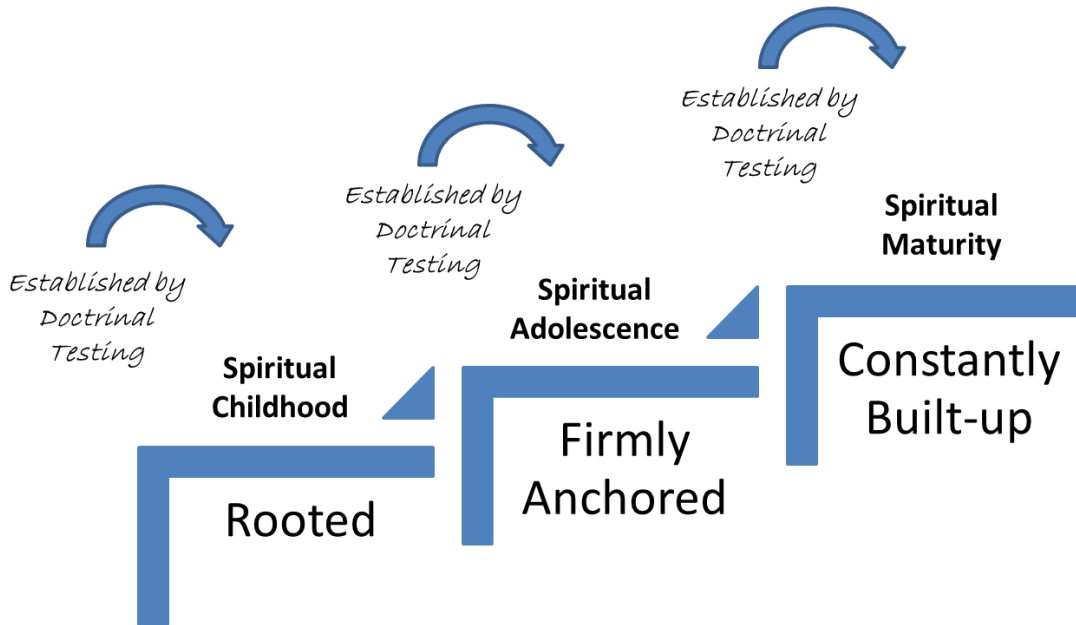 Established by
Doctrinal
Testing
Spiritual
Childhood
Rooted
Established by
Doctrinal
Testing
Spiritual
Adolescence
Firmly
Anchored
Established by
Doctrinal
Testing
Spiritual
Maturity
Constantly
Built-up